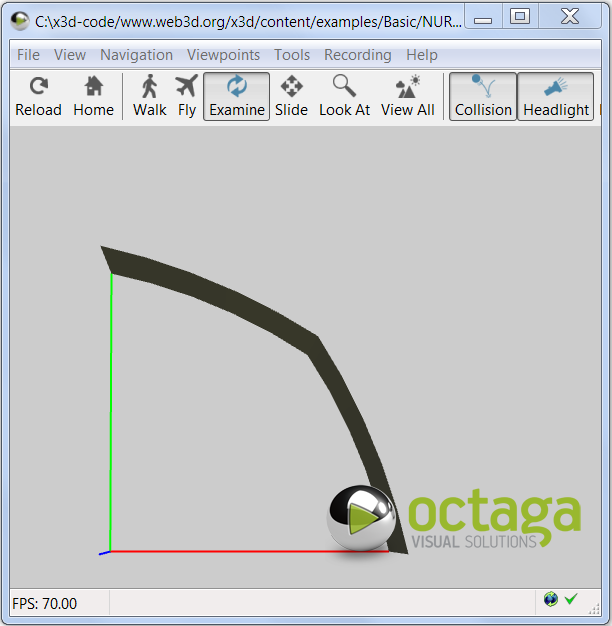 C:\x3d-code/www.web3d.org/x3d/content/examples/Basic/NUR...
File View Navigation Viewpoints Tools Recording Help
Reload Home Walk Fly Examine Slide Look At View All Collision Headlight
octaga
VISUAL SOLUTIONS
FPS: 70.00